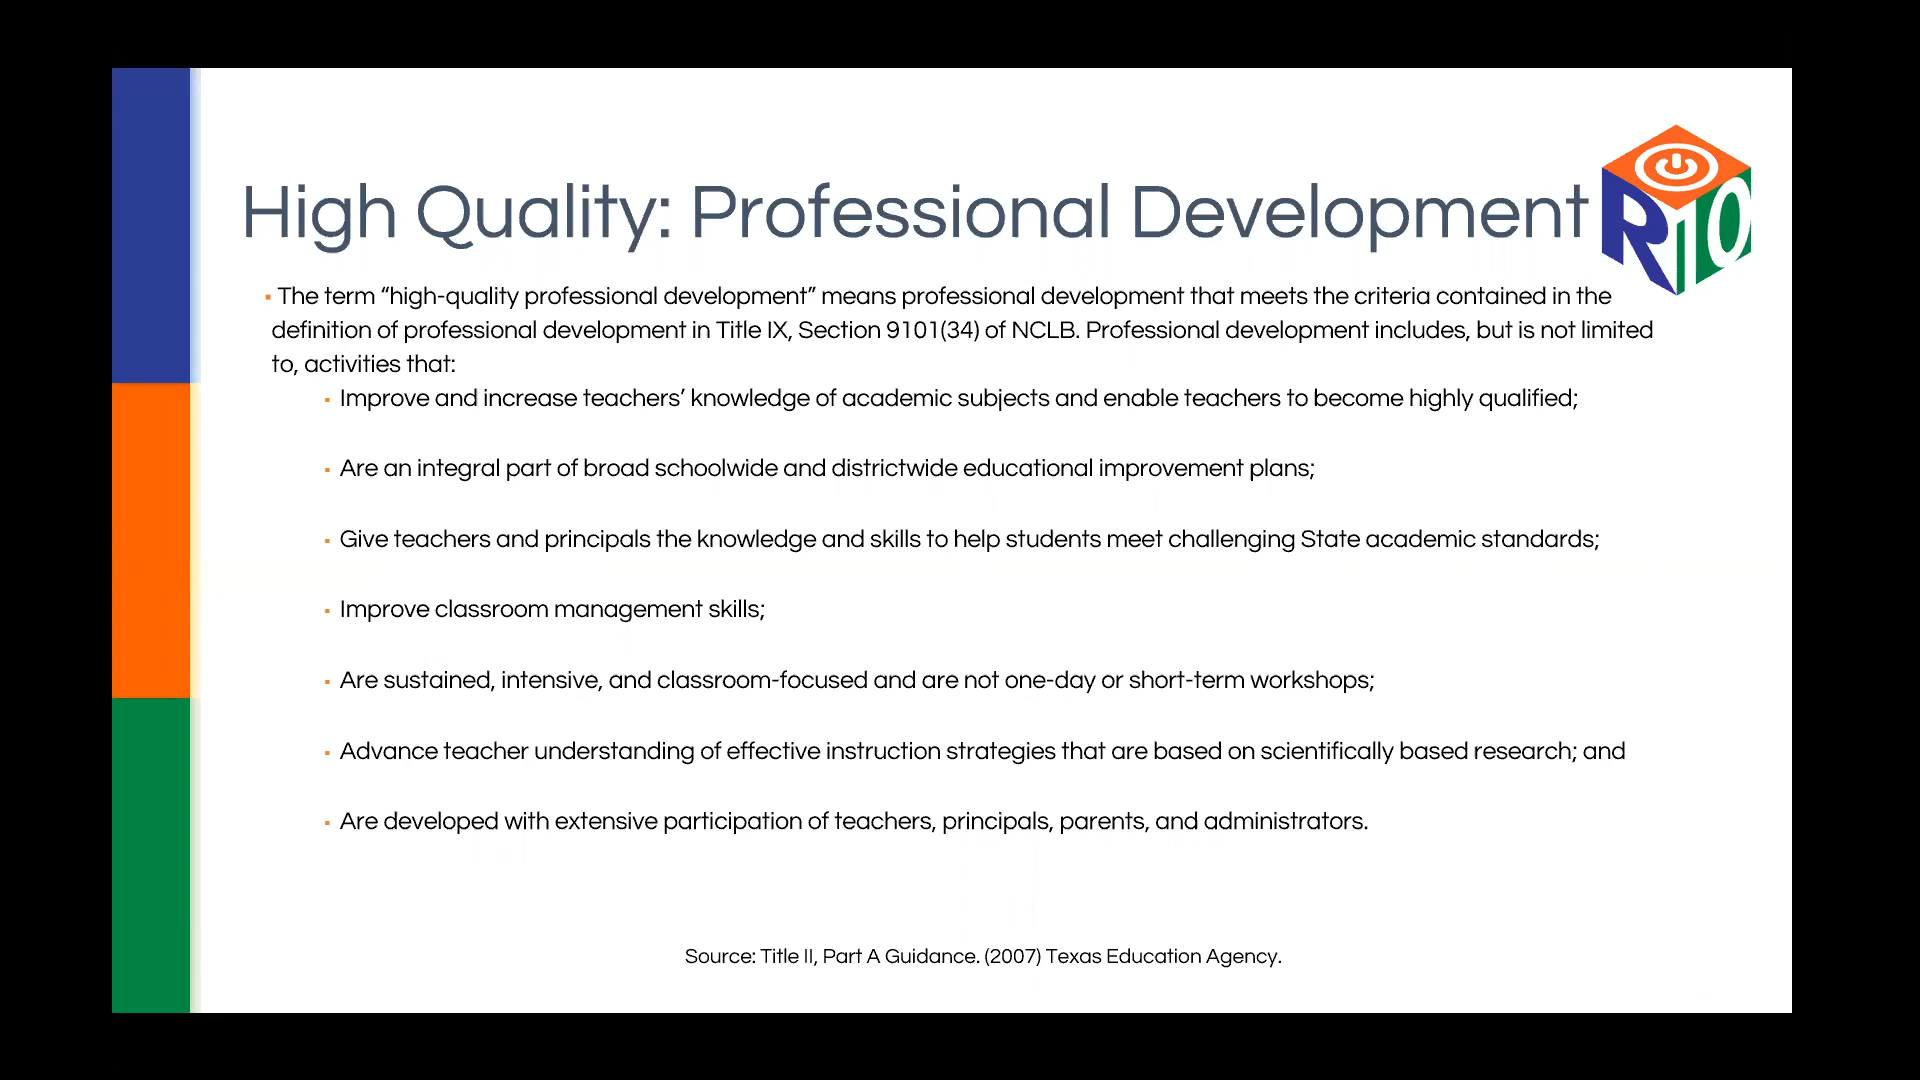 High Quality: Professional Development
R10
▪ The term “high-quality professional development” means professional development that meets the criteria contained in the
definition of professional development in Title IX, Section 9101(34) of NCLB. Professional development includes, but is not limited
to, activities that:
▪ Improve and increase teachers’ knowledge of academic subjects and enable teachers to become highly qualified;
▪ Are an integral part of broad schoolwide and districtwide educational improvement plans;
▪ Give teachers and principals the knowledge and skills to help students meet challenging State academic standards;
▪ Improve classroom management skills;
▪ Are sustained, intensive, and classroom-focused and are not one-day or short-term workshops;
▪ Advance teacher understanding of effective instruction strategies that are based on scientifically based research; and
▪ Are developed with extensive participation of teachers, principals, parents, and administrators.
Source: Title II, Part A Guidance. (2007) Texas Education Agency.